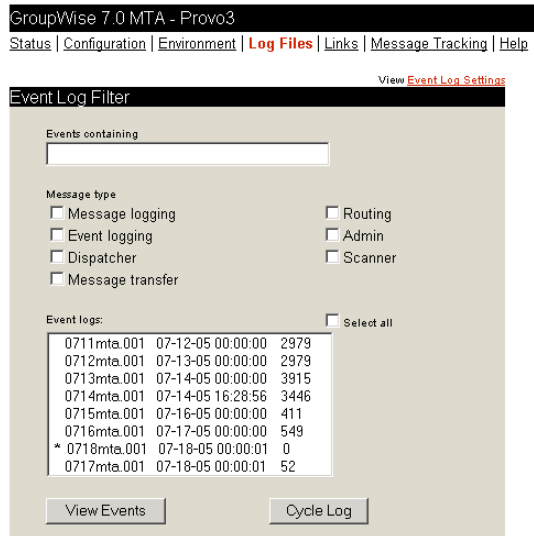 GroupWise 7.0 MTA - Provo3
Status | Configuration | Environment | Log Files | Links | Message Tracking | Help
View Event Log Settings
Event Log Filter
Events containing
Message type
Message logging Routing
Event logging Admin
Dispatcher Scanner
Message transfer
Event logs: Select all
0711mta.001 07-12-05 00:00:00 2979
0712mta.001 07-13-05 00:00:00 2979
0713mta.001 07-14-05 00:00:00 3915
0714mta.001 07-14-05 16:28:56 3446
0715mta.001 07-16-05 00:00:00 411
0716mta.001 07-17-05 00:00:00 549
* 0718mta.001 07-18-05 00:00:01 0
0717mta.001 07-18-05 00:00:01 52
View Events Cycle Log